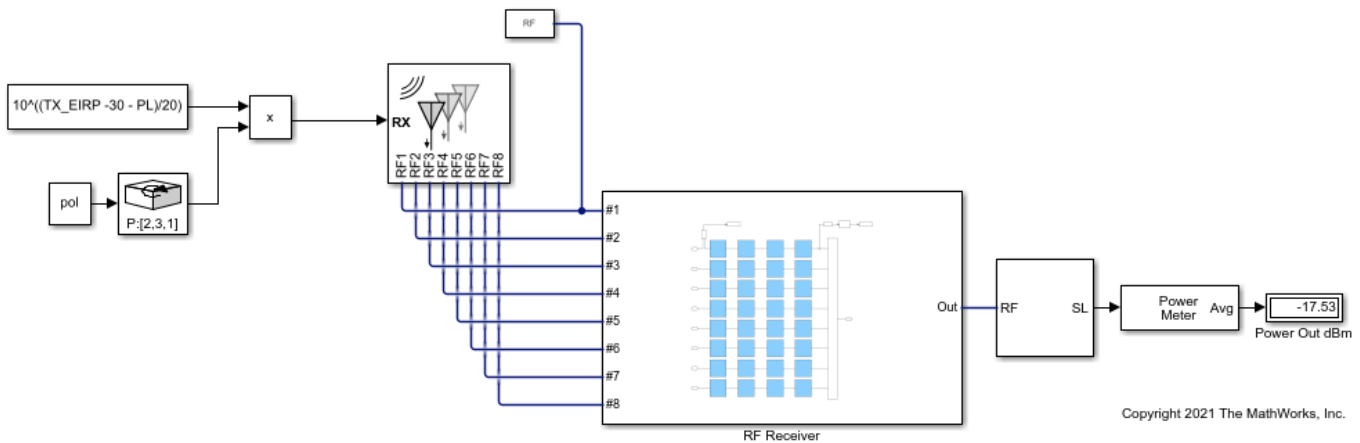 RF
10^((TX_EIRP -30 - PL)/20)
x
RX
RF1
RF2
RF3
RF4
RF5
RF6
RF7
RF8
pol
P:[2,3,1]
#1
#2
#3
#4
#5
#6
#7
#8
Out
RF
SL
Power
Meter
Avg
-17.53
Power Out dBm
RF Receiver
Copyright 2021 The MathWorks, Inc.